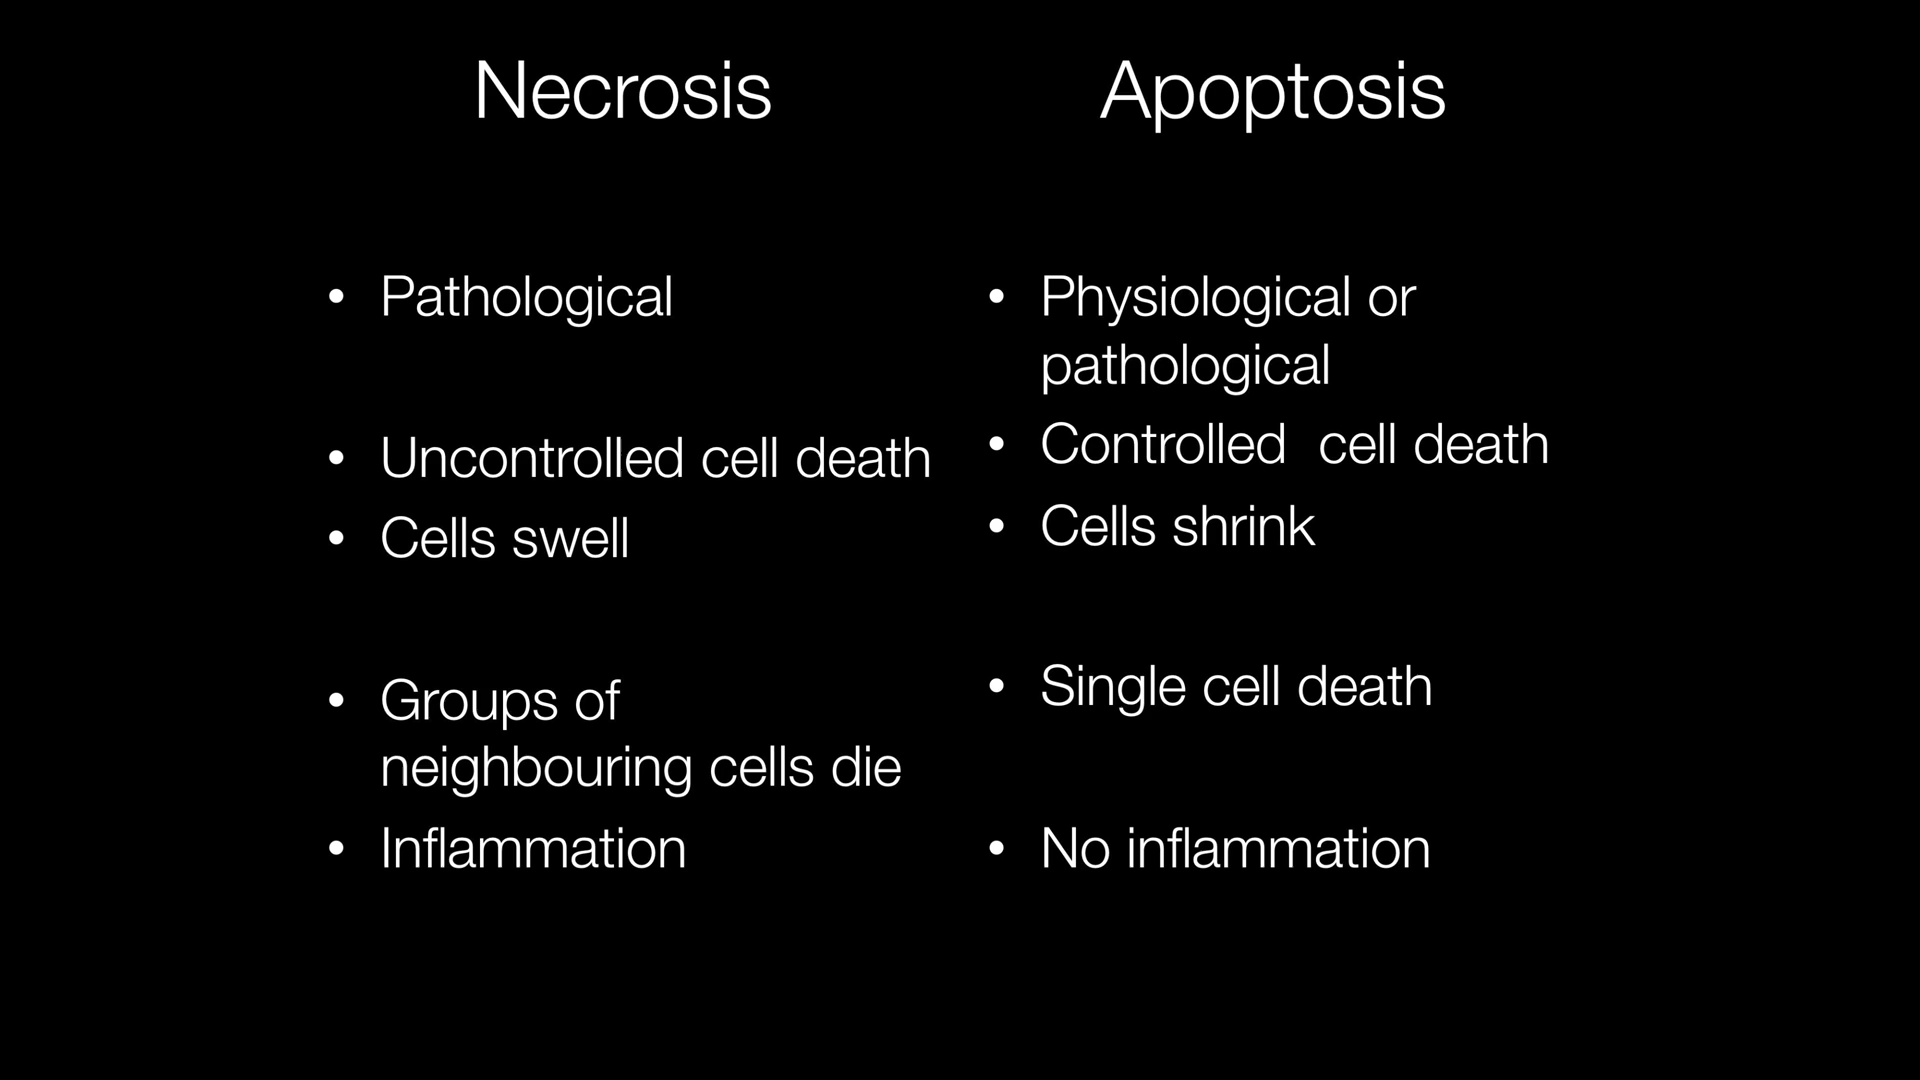 Necrosis
• Pathological
• Uncontrolled cell death
• Cells swell
• Groups of
neighbouring cells die
• Inflammation
Apoptosis
• Physiological or
pathological
• Controlled  cell death
• Cells shrink
• Single cell death
• No inflammation